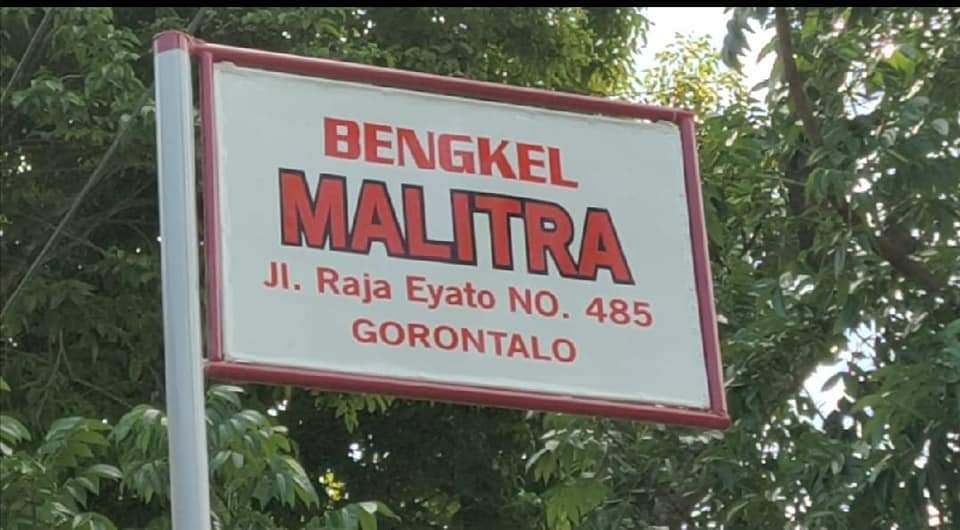 BENGKEL
MALITRA
Jl. Raja Eyato NO. 485
GORONTALO